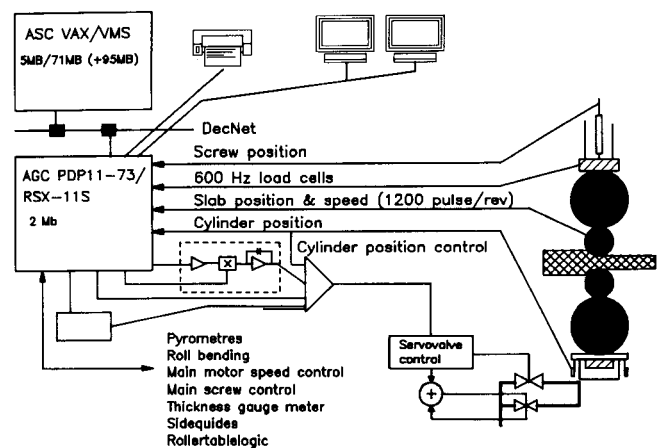 ASC VAX/VMS
5MB/71MB (+95MB)
DecNet
Screw position
AGC PDP11-73/
RSX-11S
2 Mb
600 Hz load cells
Slab position & speed (1200 pulse/rev)
Cylinder position
Cylinder position control
X
Servovalve
control
+
Pyrometres
Roll bending
Main motor speed control
Main screw control
Thickness gauge meter
Sideguides
Rollertablelogic